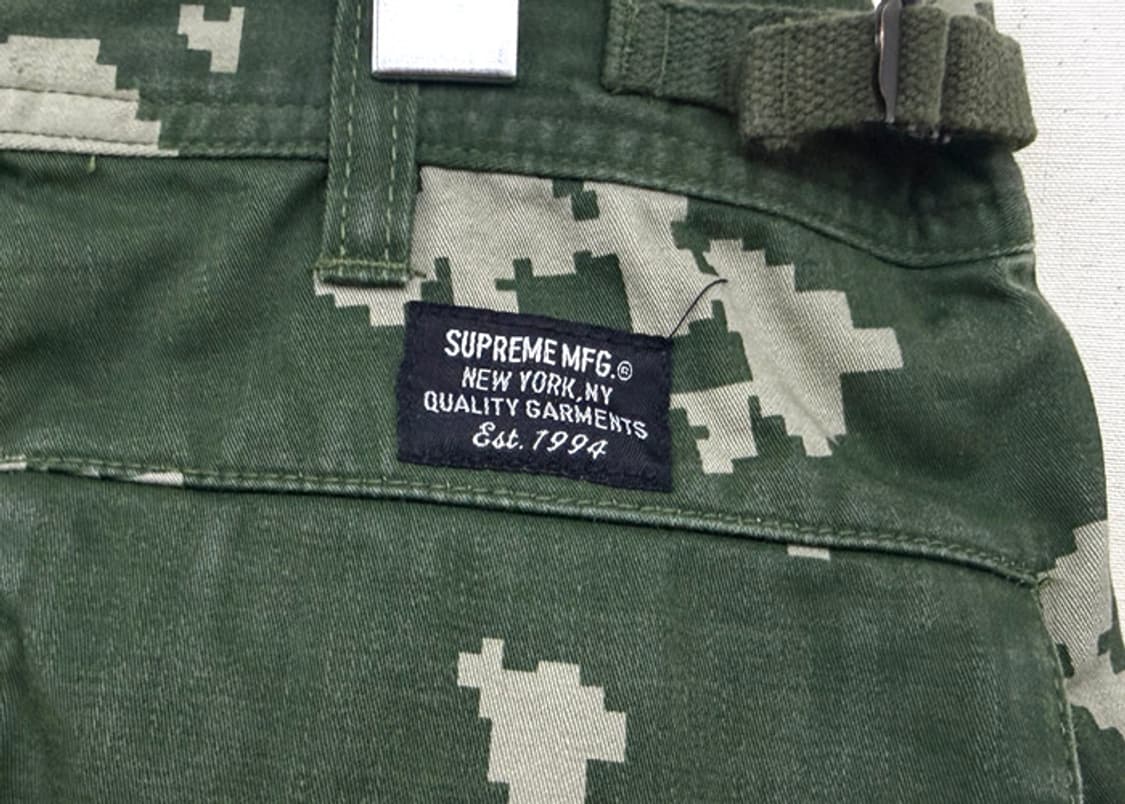 SUPREME MFG.®
NEW YORK, NY
QUALITY GARMENTS
Est. 1994